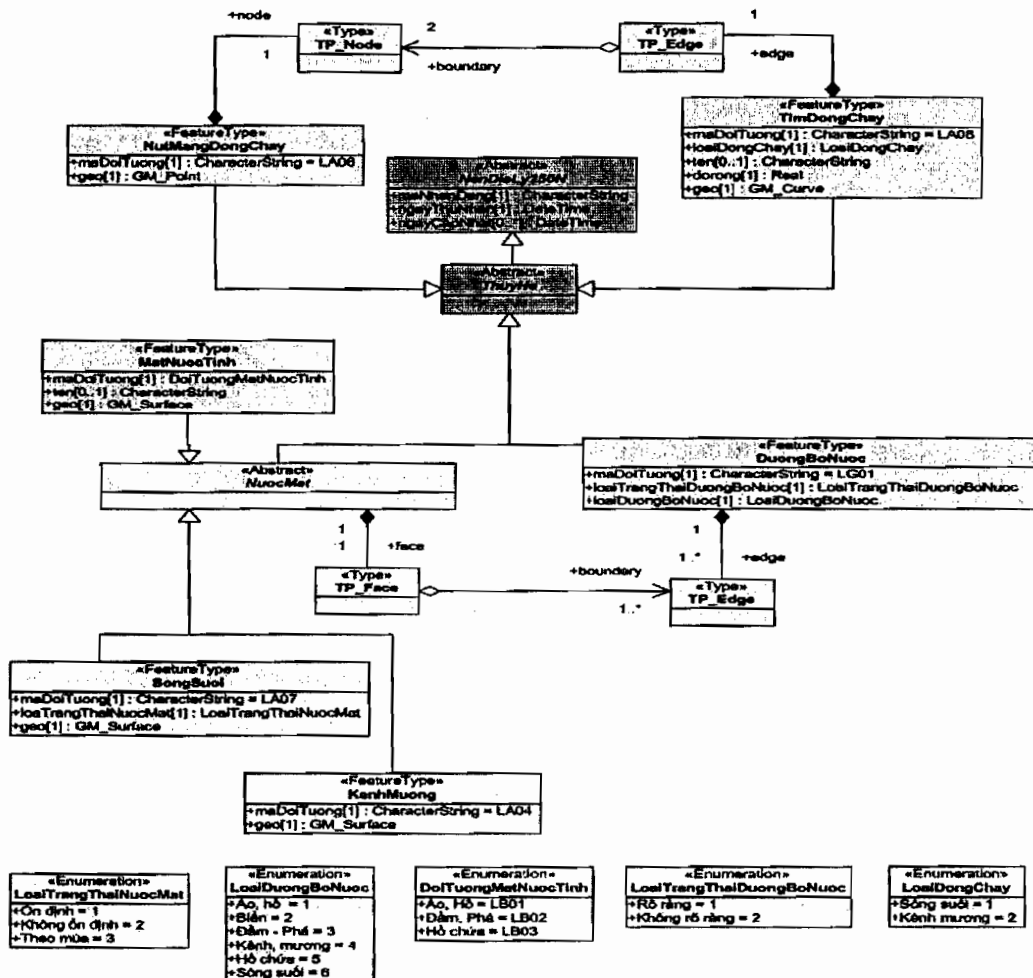 +node
1
«Type»
TP_Node
2
+boundary
«Type»
TP_Edge
1
+edge
«FeatureType»
NutMangDongChay
+maDoiTuong[1] : CharacterString = LA06
+geo[1] : GM_Point
«FeatureType»
TimDongChay
+maDoiTuong[1] : CharacterString = LA08
+loaiDongChay[1] : LoaiDongChay
+ten[0..1] : CharacterString
+dorong[1] : Real
+geo[1] : GM_Curve
«Abstract»
: CharacterString
: DateTime
: DateTime
«Abstract»
ThuyHe
«FeatureType»
MatNuocTinh
+maDoiTuong[1] : DoiTuongMatNuocTinh
+ten[0..1] : CharacterString
+geo[1] : GM_Surface
«Abstract»
NuocMat
«FeatureType»
DuongBoNuoc
+maDoiTuong[1] : CharacterString = LG01
+loaiTrangThaiDuongBoNuoc[1] : LoaiTrangThaiDuongBoNuoc
+loaiDuongBoNuoc[1] : LoaiDuongBoNuoc
1
1
+face
«Type»
TP_Face
+boundary
1..*
1
1..*
+edge
«Type»
TP_Edge
«FeatureType»
SongSuoi
+maDoiTuong[1] : CharacterString = LA07
+loaTrangThaiNuocMat[1] : LoaiTrangThaiNuocMat
+geo[1] : GM_Surface
«FeatureType»
KenhMuong
+maDoiTuong[1] : CharacterString = LA04
+geo[1] : GM_Surface
«Enumeration»
LoaiTrangThaiNuocMat
+Ổn định = 1
+Không ổn định = 2
+Theo mùa = 3
«Enumeration»
LoaiDuongBoNuoc
+Ao, hồ = 1
+Biển = 2
+Đầm - Phá = 3
+Kênh, mương = 4
+Hồ chứa = 5
+Sông suối = 6
«Enumeration»
DoiTuongMatNuocTinh
+Ao, Hồ = LB01
+Đầm, Phá = LB02
+Hồ chứa = LB03
«Enumeration»
LoaiTrangThaiDuongBoNuoc
+Rõ ràng = 1
+Không rõ ràng = 2
«Enumeration»
LoaiDongChay
+Sông suối = 1
+Kênh mương = 2